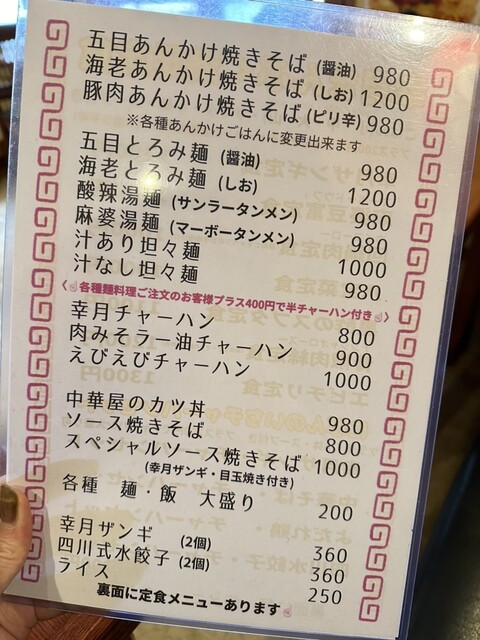 五目あんかけ焼きそば (醤油) 980
海老あんかけ焼きそば (しお) 1200
豚肉あんかけ焼きそば (ピリ辛) 980
※各種あんかけごはんに変更出来ます
五目とろみ麺 (醤油) 980
海老とろみ麺 (しお) 1200
酸辣湯麺 (サンラータンメン) 980
麻婆湯麺 (マーボータンメン) 980
汁あり坦々麺 1000
汁なし坦々麺 980
《☝各種麺料理ご注文のお客様プラス400円で半チャーハン付き☝》
幸月チャーハン 800
肉みそラー油チャーハン 900
えびえびチャーハン 1000
中華屋のカツ丼 980
ソース焼きそば 800
スペシャルソース焼きそば 1000
(幸月ザンギ・目玉焼き付き)
各種 麺・飯 大盛り 200
幸月ザンギ (2個) 360
四川式水餃子 (2個) 360
ライス 250
裏面に定食メニューあります☝